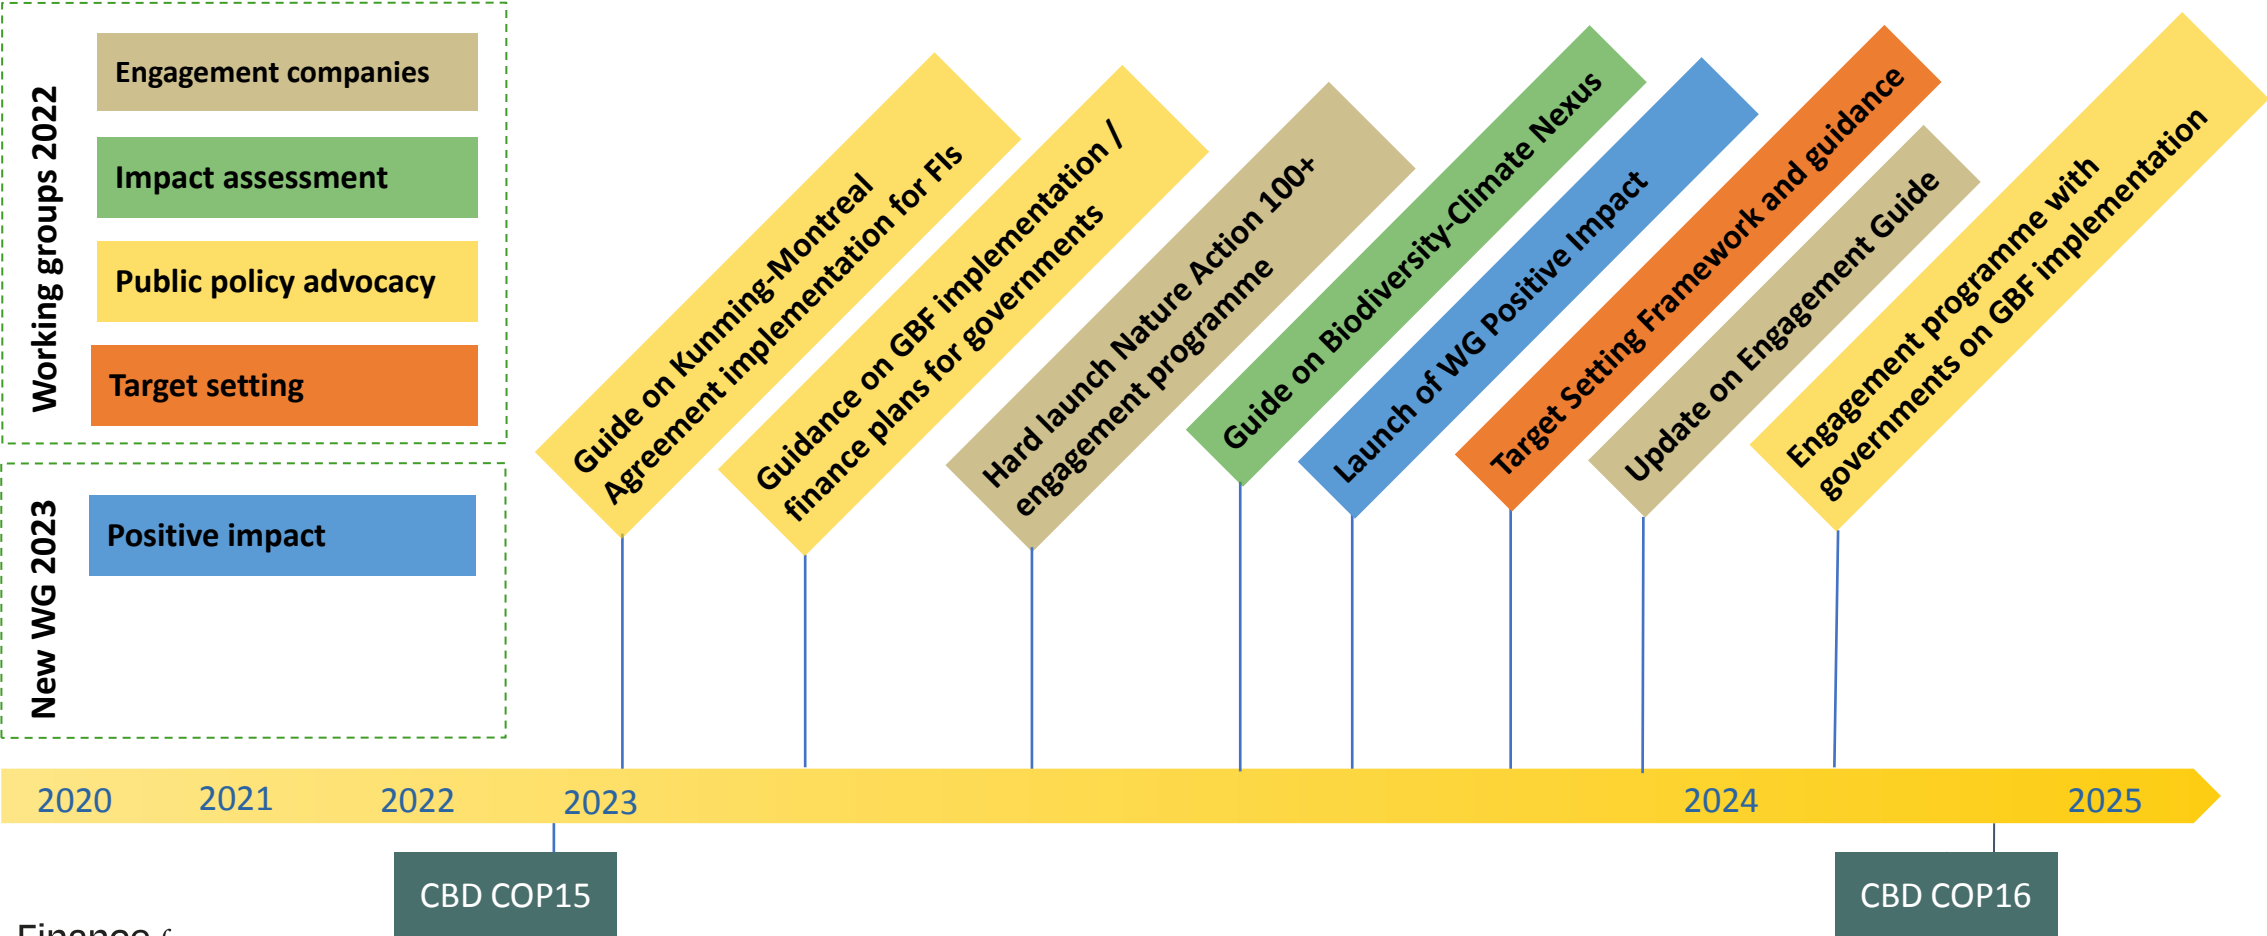 Working groups 2022
Engagement companies
Impact assessment
Public policy advocacy
Target setting
New WG 2023
Positive impact
Guide on Kunming-Montreal
Agreement implementation for FIs
Guidance on GBF implementation /
finance plans for governments
Hard launch Nature Action 100+
engagement programme
Guide on Biodiversity-Climate Nexus
Launch of WG Positive Impact
Target Setting Framework and guidance
Update on Engagement Guide
Engagement programme with
governments on GBF implementation
2020
2021
2022
2023
2024
2025
CBD COP15
CBD COP16
Finance